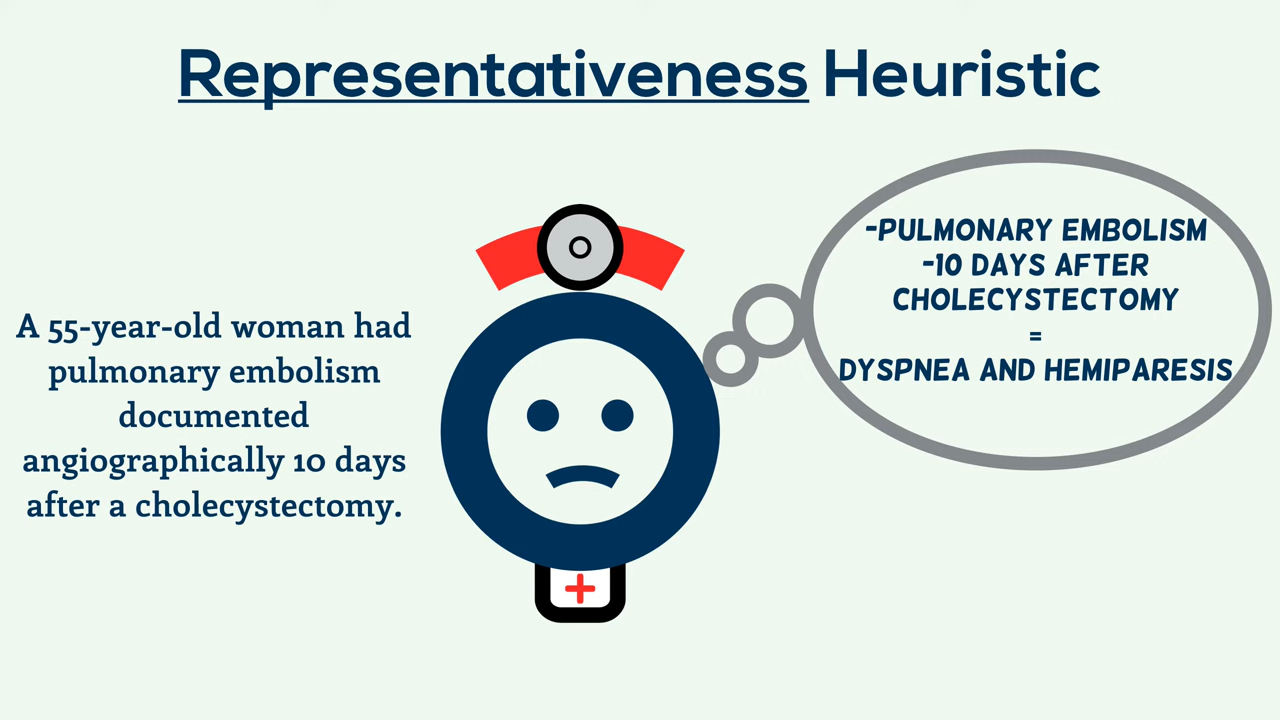 Representativeness Heuristic
A 55-year-old woman had
pulmonary embolism
documented
angiographically 10 days
after a cholecystectomy.
-PULMONARY EMBOLISM
-10 DAYS AFTER
CHOLECYSTECTOMY
=
DYSPNEA AND HEMIPARESIS